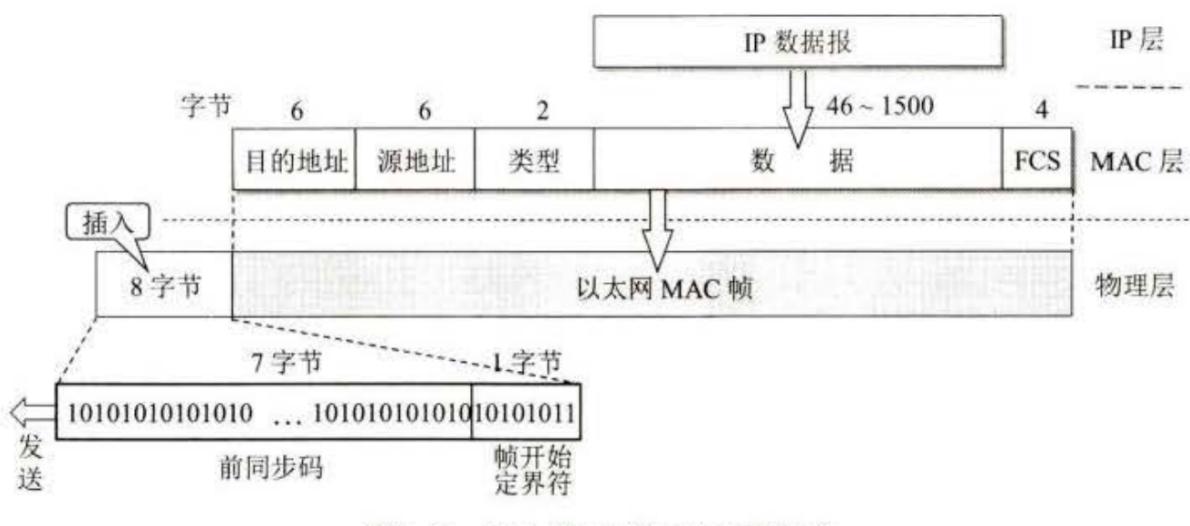 IP 数据报
IP 层
字节 6 6 2 46 ~ 1500 4
目的地址 源地址 类型 数 据 FCS MAC 层
插入
8 字节 以太网 MAC 帧 物理层
7 字节 1 字节
10101010101010 … 101010101010 10101011
发送
前同步码
帧开始
定界符